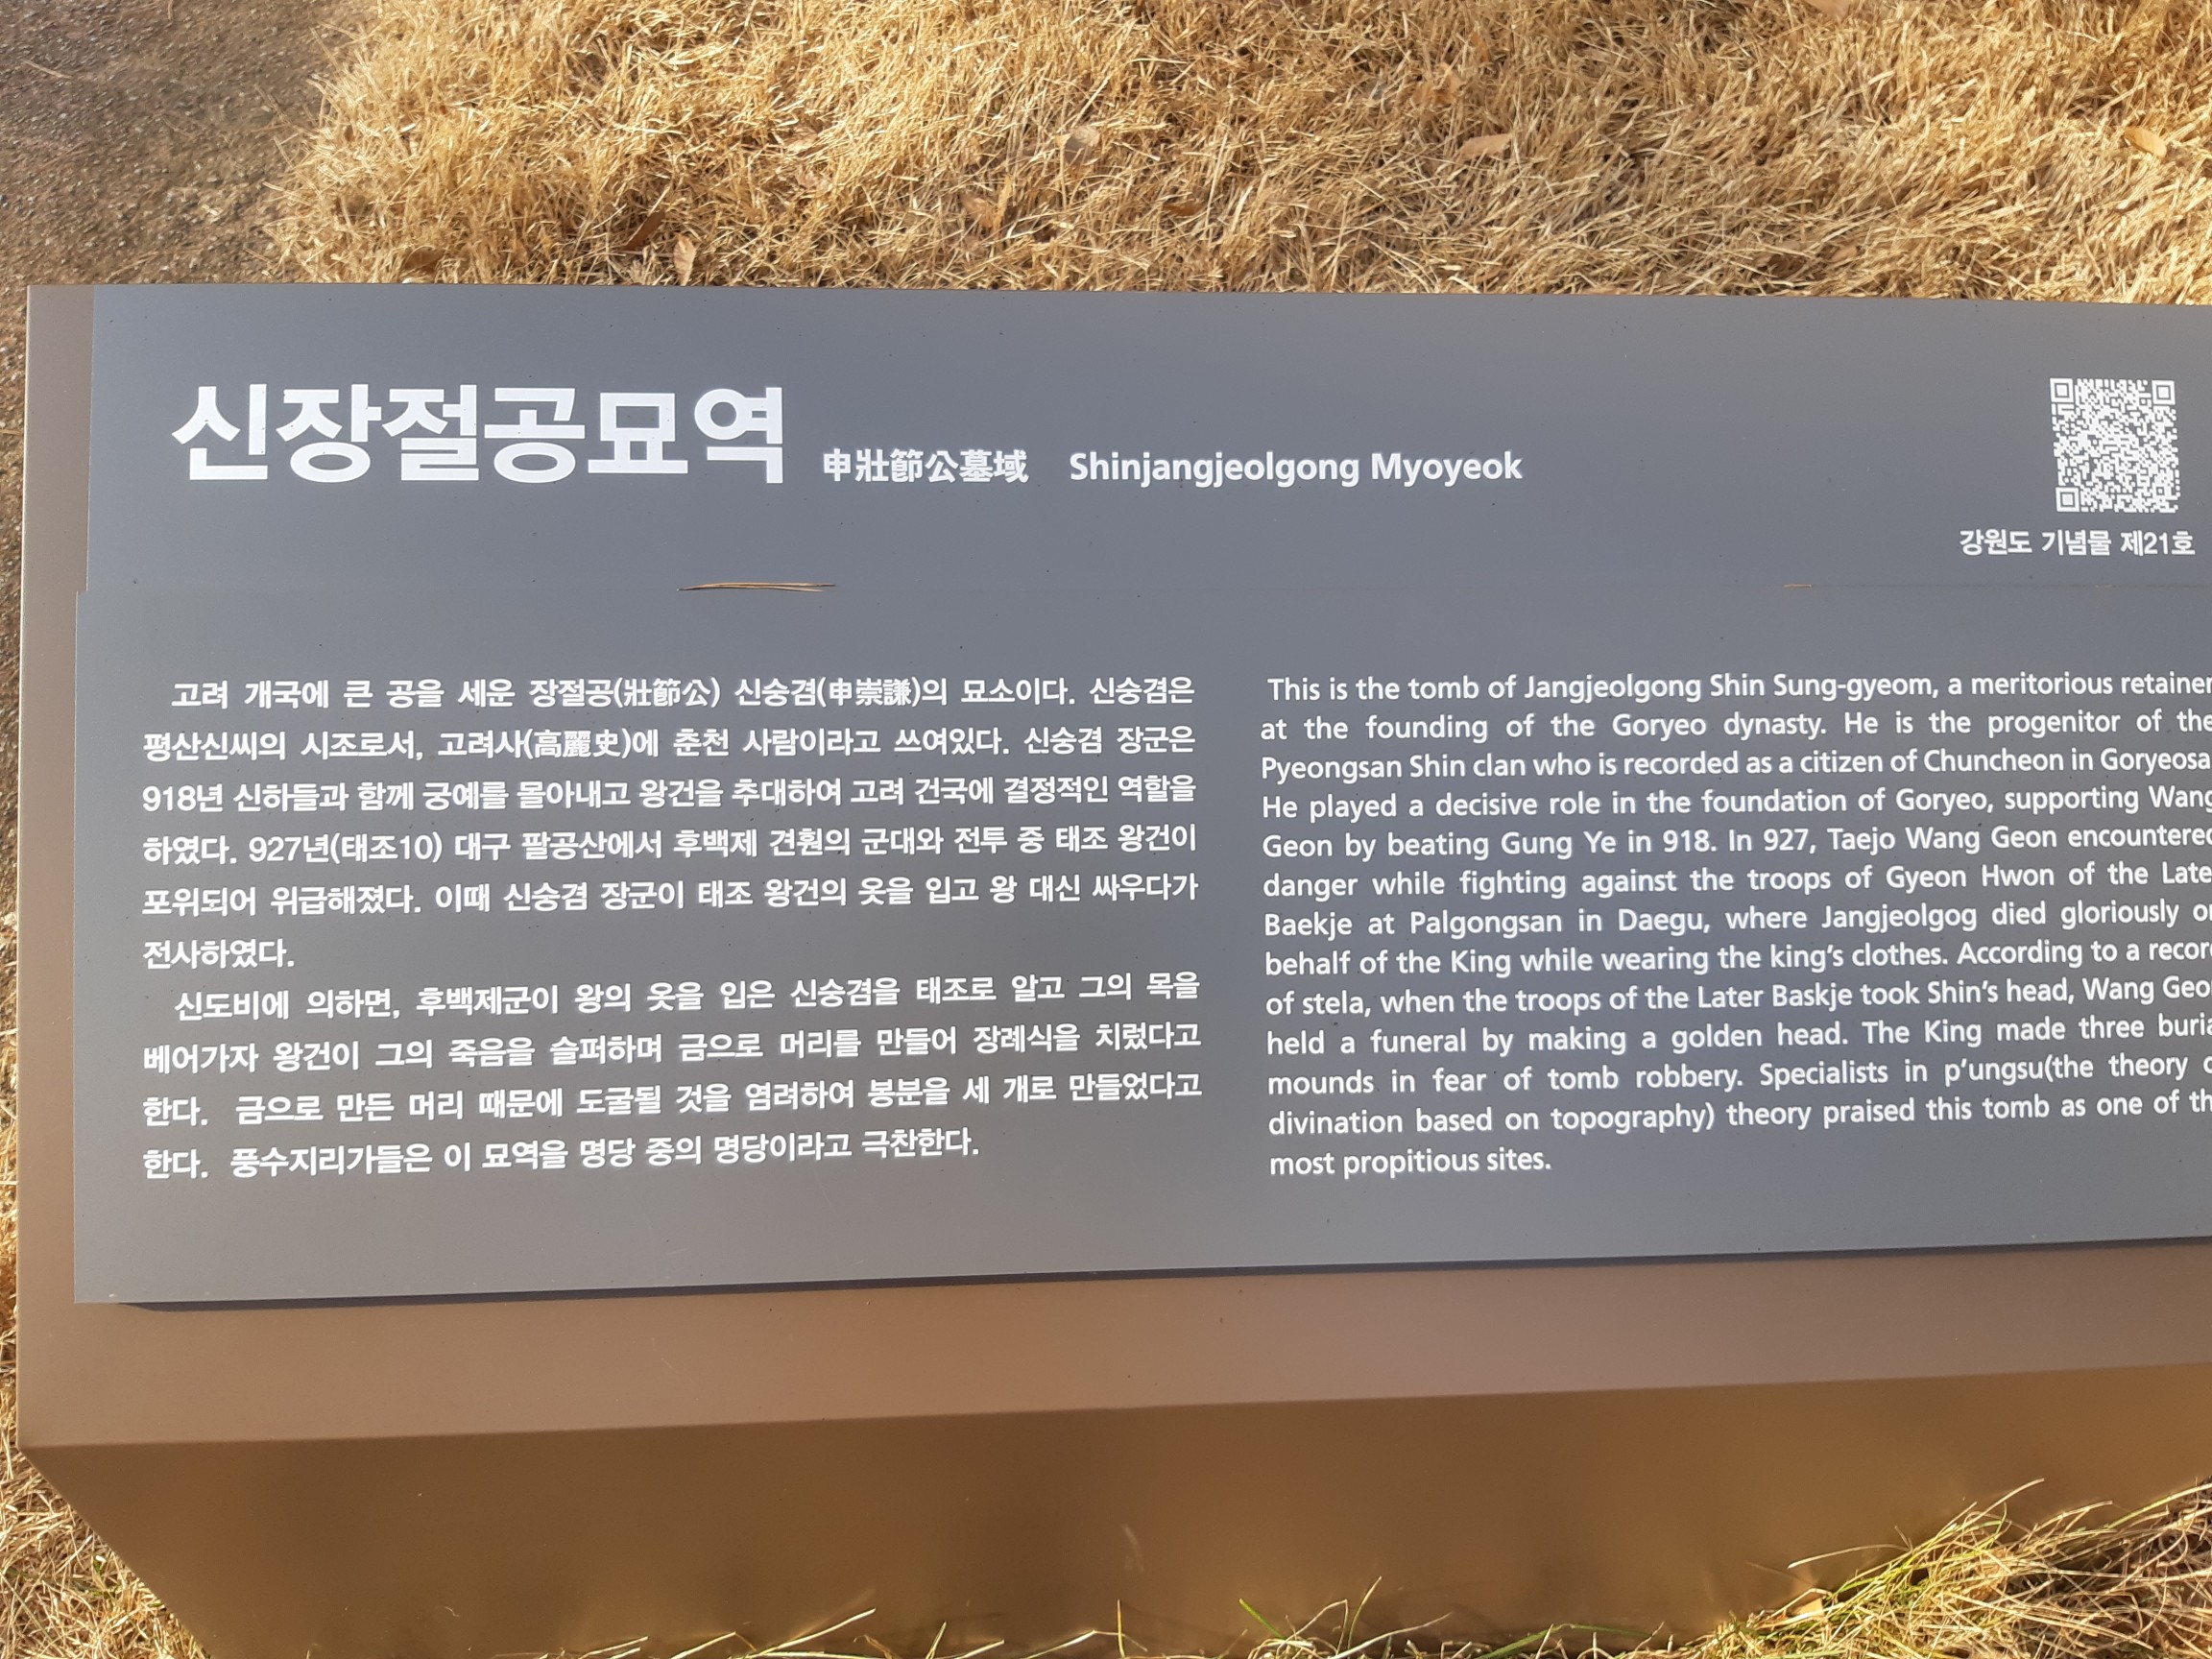 신장절공묘역 申壯節公墓域 Shinjangjeolgong Myoyeok
강원도 기념물 제21호
고려 개국에 큰 공을 세운 장절공(壯節公) 신숭겸(申崇謙)의 묘소이다. 신숭겸은
평산신씨의 시조로서, 고려사(高麗史)에 춘천 사람이라고 쓰여있다. 신숭겸 장군은
918년 신하들과 함께 궁예를 몰아내고 왕건을 추대하여 고려 건국에 결정적인 역할을
하였다. 927년(태조10) 대구 팔공산에서 후백제 견훤의 군대와 전투 중 태조 왕건이
포위되어 위급해졌다. 이때 신숭겸 장군이 태조 왕건의 옷을 입고 왕 대신 싸우다가
전사하였다.
신도비에 의하면, 후백제군이 왕의 옷을 입은 신숭겸을 태조로 알고 그의 목을
베어가자 왕건이 그의 죽음을 슬퍼하며 금으로 머리를 만들어 장례식을 치렀다고
한다. 금으로 만든 머리 때문에 도굴될 것을 염려하여 봉분을 세 개로 만들었다고
한다. 풍수지리가들은 이 묘역을 명당 중의 명당이라고 극찬한다.
This is the tomb of Jangjeolgong Shin Sung-gyeom, a meritorious retainer
at the founding of the Goryeo dynasty. He is the progenitor of the
Pyeongsan Shin clan who is recorded as a citizen of Chuncheon in Goryeosa
He played a decisive role in the foundation of Goryeo, supporting Wang
Geon by beating Gung Ye in 918. In 927, Taejo Wang Geon encountered
danger while fighting against the troops of Gyeon Hwon of the Later
Baekje at Palgongsan in Daegu, where Jangjeolgog died gloriously on
behalf of the King while wearing the king's clothes. According to a recor
of stela, when the troops of the Later Baskje took Shin's head, Wang Geo
held a funeral by making a golden head. The King made three buria
mounds in fear of tomb robbery. Specialists in p'ungsu(the theory o
divination based on topography) theory praised this tomb as one of th
most propitious sites.